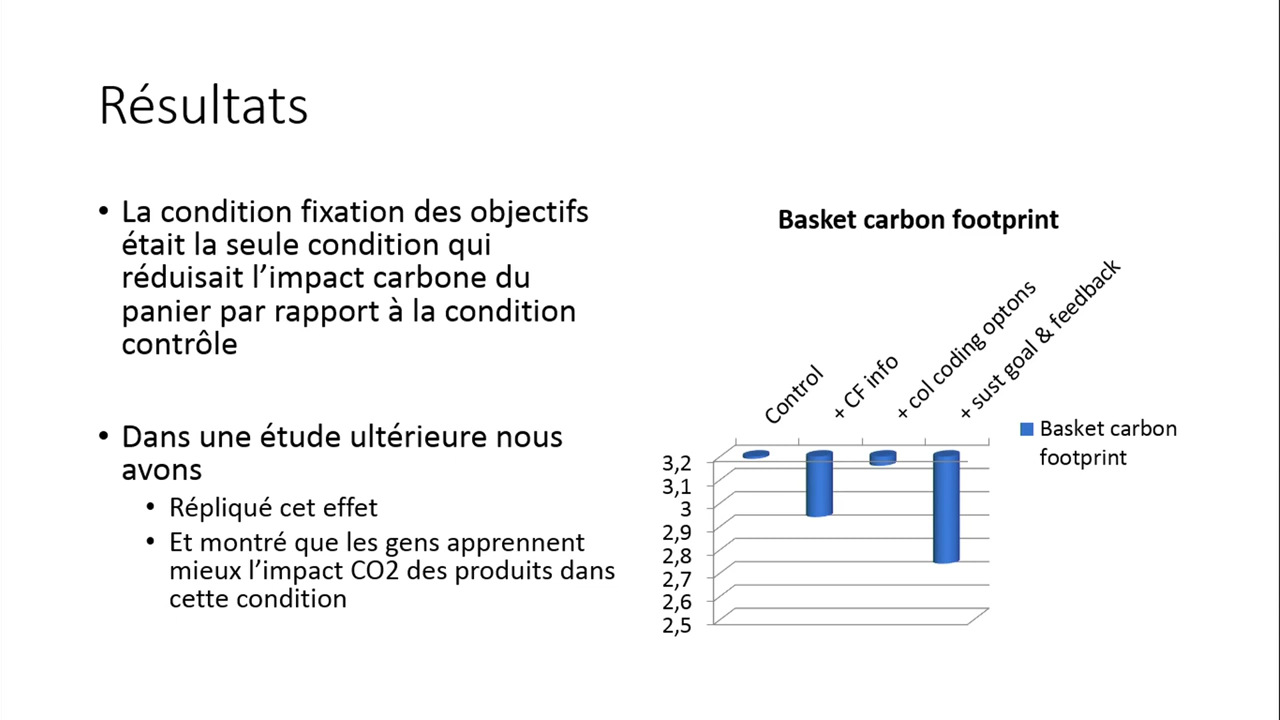 Résultats
• La condition fixation des objectifs
était la seule condition qui
réduisait l’impact carbone du
panier par rapport à la condition
contrôle
• Dans une étude ultérieure nous
avons
• Répliqué cet effet
• Et montré que les gens apprennent
mieux l’impact CO2 des produits dans
cette condition
Basket carbon footprint
Control
+ CF info
+ col coding optons
+ sust goal & feedback
3,2
3,1
3
2,9
2,8
2,7
2,6
2,5
Basket carbon
footprint